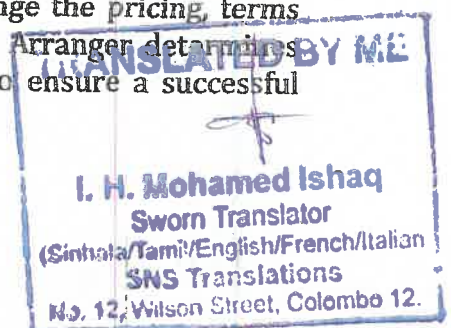 nge the pricing, terms
Arranger determines
o ensure a successful
TRANSLATED BY ME
I. H. Mohamed Ishaq
Sworn Translator
(Sinhala/Tamil/English/French/Italian
SNS Translations
No. 12, Wilson Street, Colombo 12.